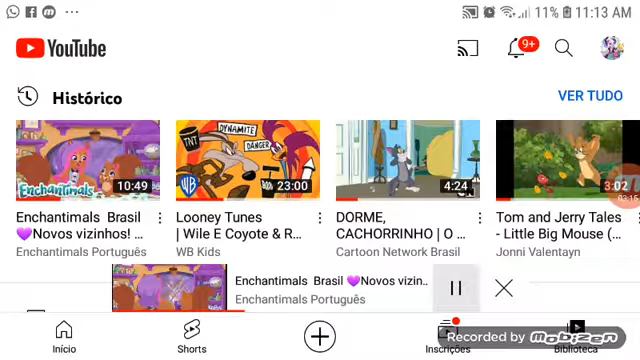 11% 11:13 AM
YouTube
9+
Histórico
VER TUDO
Enchantimals
10:49
DYNAMITE
TNT
DANGER
WB
23:00
4:24
3:02
03:15
Enchantimals Brasil
💜Novos vizinhos! ...
Enchantimals Português
Looney Tunes
| Wile E Coyote & R...
WB Kids
DORME,
CACHORRINHO | O ...
Cartoon Network Brasil
Tom and Jerry Tales
- Little Big Mouse (...
Jonni Valentayn
Enchantimals Brasil 💜Novos vizin..
Enchantimals Português
Início
Shorts
Inscrições
Biblioteca
Recorded by Mobizen